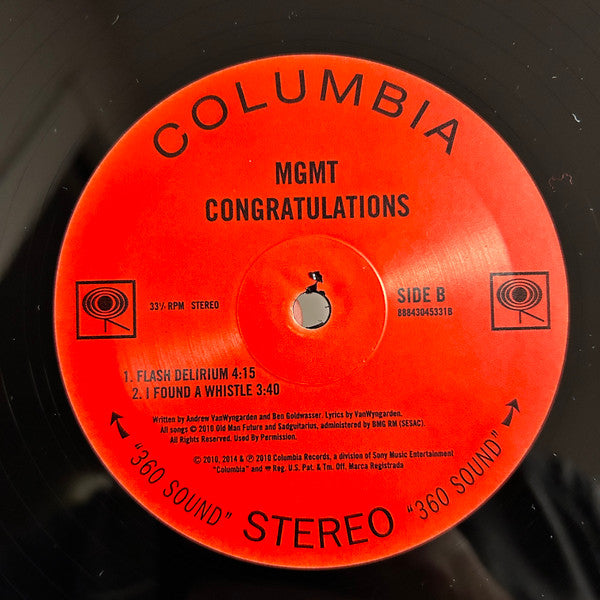 COLUMBIA
MGMT
CONGRATULATIONS
33⅓ RPM STEREO
SIDE B
88843045331B
1. FLASH DELIRIUM 4:15
2. I FOUND A WHISTLE 3:40
Written by Andrew VanWyngarden and Ben Goldwasser. Lyrics by VanWyngarden.
All songs © 2010 Old Man Future and Sadguitarius, administered by BMG RM (SESAC).
All Rights Reserved. Used By Permission.
© 2010, 2014 & ℗ 2010 Columbia Records, a division of Sony Music Entertainment
"Columbia" and Reg. U.S. Pat. & Tm. Off. Marca Registrada
"360 SOUND" STEREO "360 SOUND"